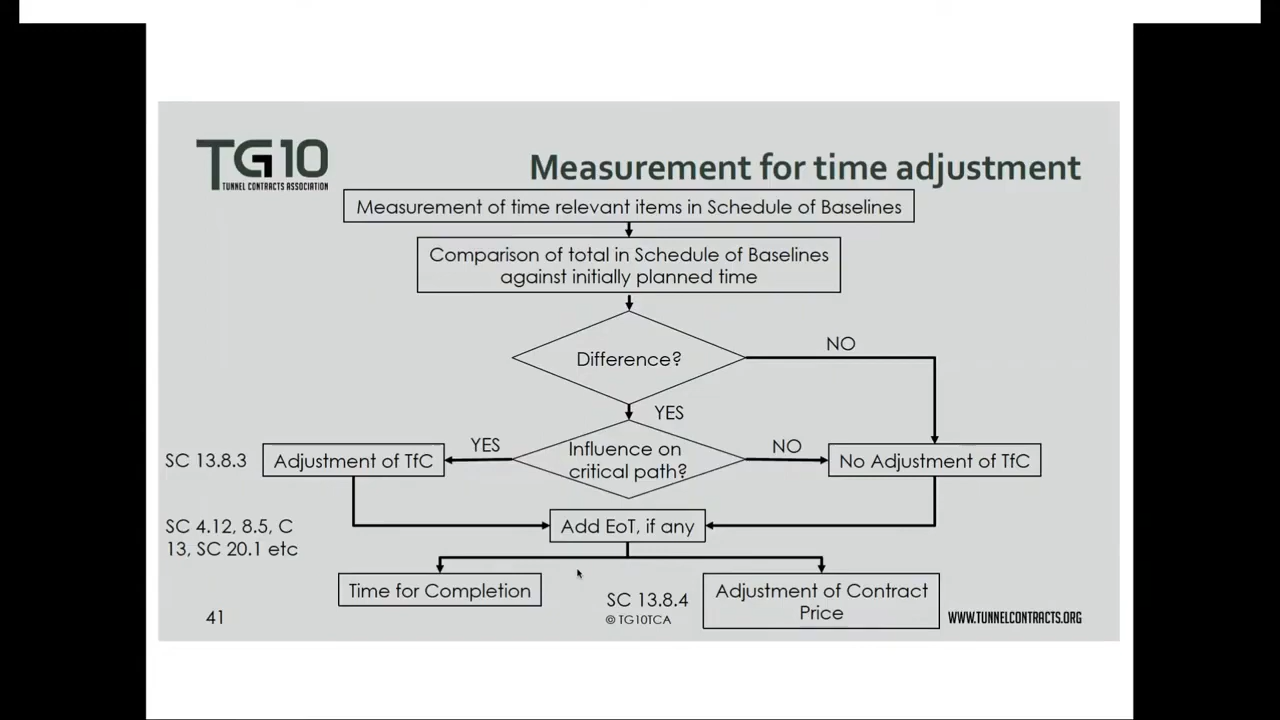 TG10
TUNNEL CONTRACTS ASSOCIATION
Measurement for time adjustment
Measurement of time relevant items in Schedule of Baselines
Comparison of total in Schedule of Baselines
against initially planned time
Difference?
NO
YES
Influence on
critical path?
YES
NO
SC 13.8.3
Adjustment of TfC
No Adjustment of TfC
SC 4.12, 8.5, C
13, SC 20.1 etc
Add EoT, if any
Time for Completion
SC 13.8.4
Adjustment of Contract
Price
41
© TG10TCA
WWW.TUNNELCONTRACTS.ORG